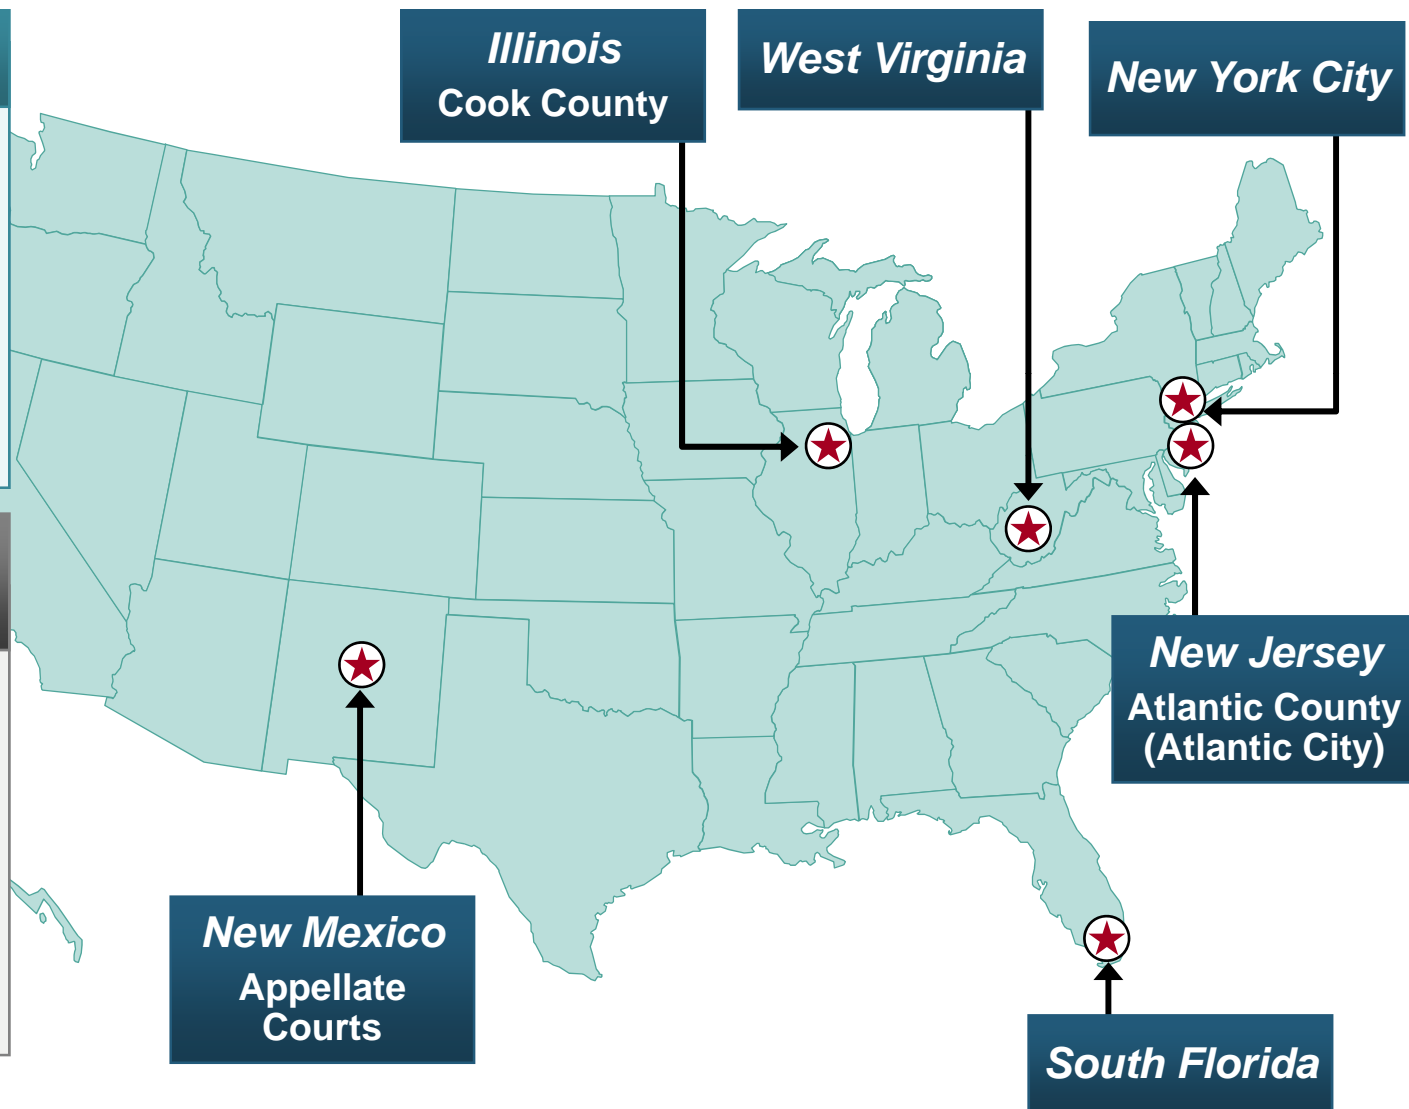 Illinois
Cook County
West Virginia
New York City
New Jersey
Atlantic County
(Atlantic City)
New Mexico
Appellate
Courts
South Florida